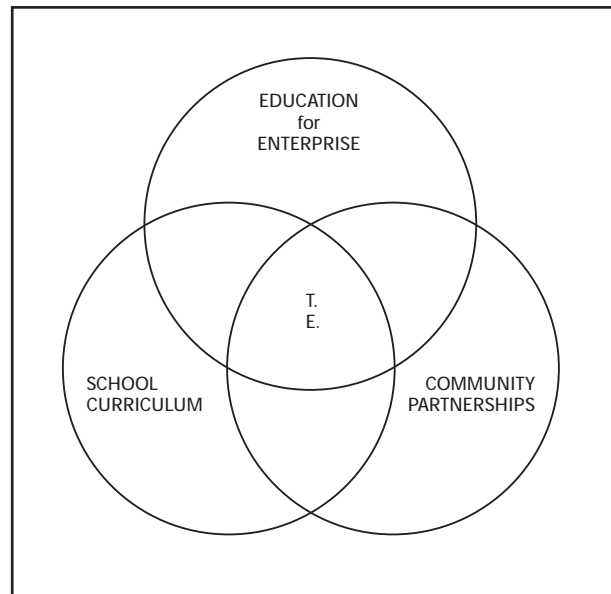 EDUCATION
for
ENTERPRISE
T.
E.
SCHOOL
CURRICULUM
COMMUNITY
PARTNERSHIPS